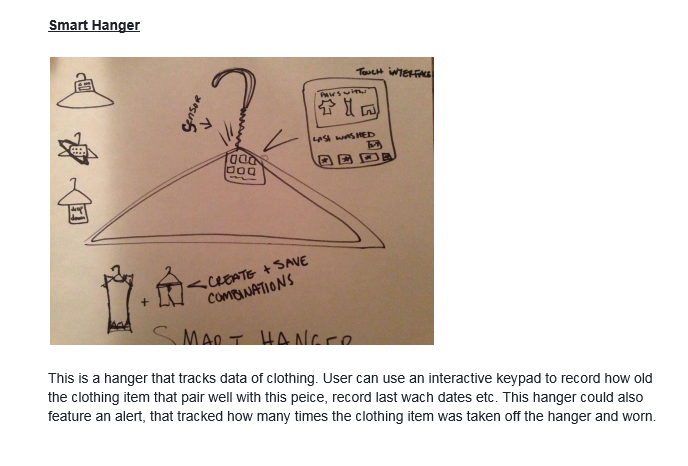 Smart Hanger
TOUCH INTERFACE
PAIRS WITH:
SENSOR
LAST WASHED
drop
down
+
CREATE + SAVE
COMBINATIONS
SMART HANGER
This is a hanger that tracks data of clothing. User can use an interactive keypad to record how old
the clothing item that pair well with this peice, record last wach dates etc. This hanger could also
feature an alert, that tracked how many times the clothing item was taken off the hanger and worn.